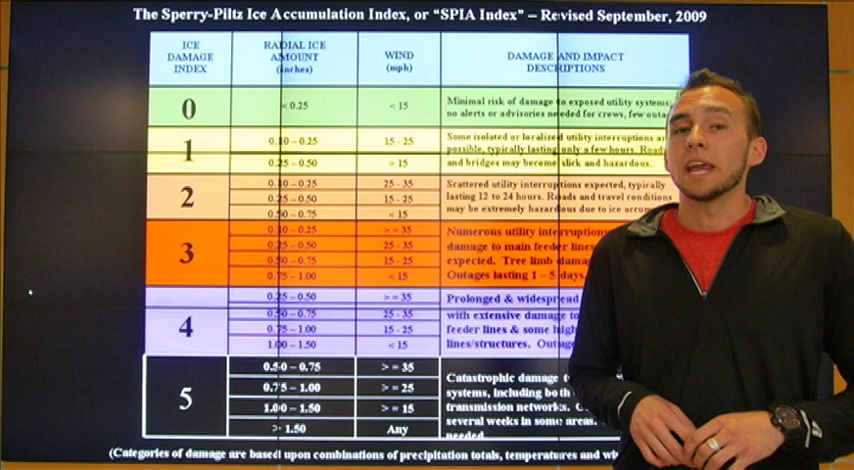 The Sperry-Piltz Ice Accumulation Index, or “SPIA Index” – Revised September, 2009
ICE DAMAGE INDEX
RADIAL ICE AMOUNT (inches)
WIND (mph)
DAMAGE AND IMPACT DESCRIPTIONS
0
< 0.25
< 15
Minimal risk of damage to exposed utility systems;
no alerts or advisories needed for crews, few
1
0.10 – 0.25
15 - 25
0.25 – 0.50
> 15
Some isolated or localized utility interruptions
possible, typically lasting only a few hours. Roads
and bridges may become slick and hazardous.
2
0.10 – 0.25
25 - 35
0.25 – 0.50
15 - 25
0.50 – 0.75
< 15
Scattered utility interruptions expected, typically
lasting 12 to 24 hours. Roads and travel conditions
may be extremely hazardous due to ice
3
0.10 – 0.25
> = 35
0.25 – 0.50
25 - 35
0.50 – 0.75
15 - 25
0.75 – 1.00
< 15
Numerous utility interruptions
damage to main feeder lines
expected. Tree limb
Outages lasting 1 – 5 days.
4
0.25 – 0.50
> = 35
0.50 – 0.75
25 - 35
0.75 – 1.00
15 - 25
1.00 – 1.50
< 15
Prolonged & widespread
with extensive damage to
feeder lines & some high
lines/structures.
5
0.50 – 0.75
> = 35
0.75 – 1.00
> = 25
1.00 – 1.50
> = 15
> 1.50
Any
Catastrophic damage
systems, including both
transmission networks.
several weeks in some areas.
needed.
(Categories of damage are based upon combinations of precipitation totals, temperatures and